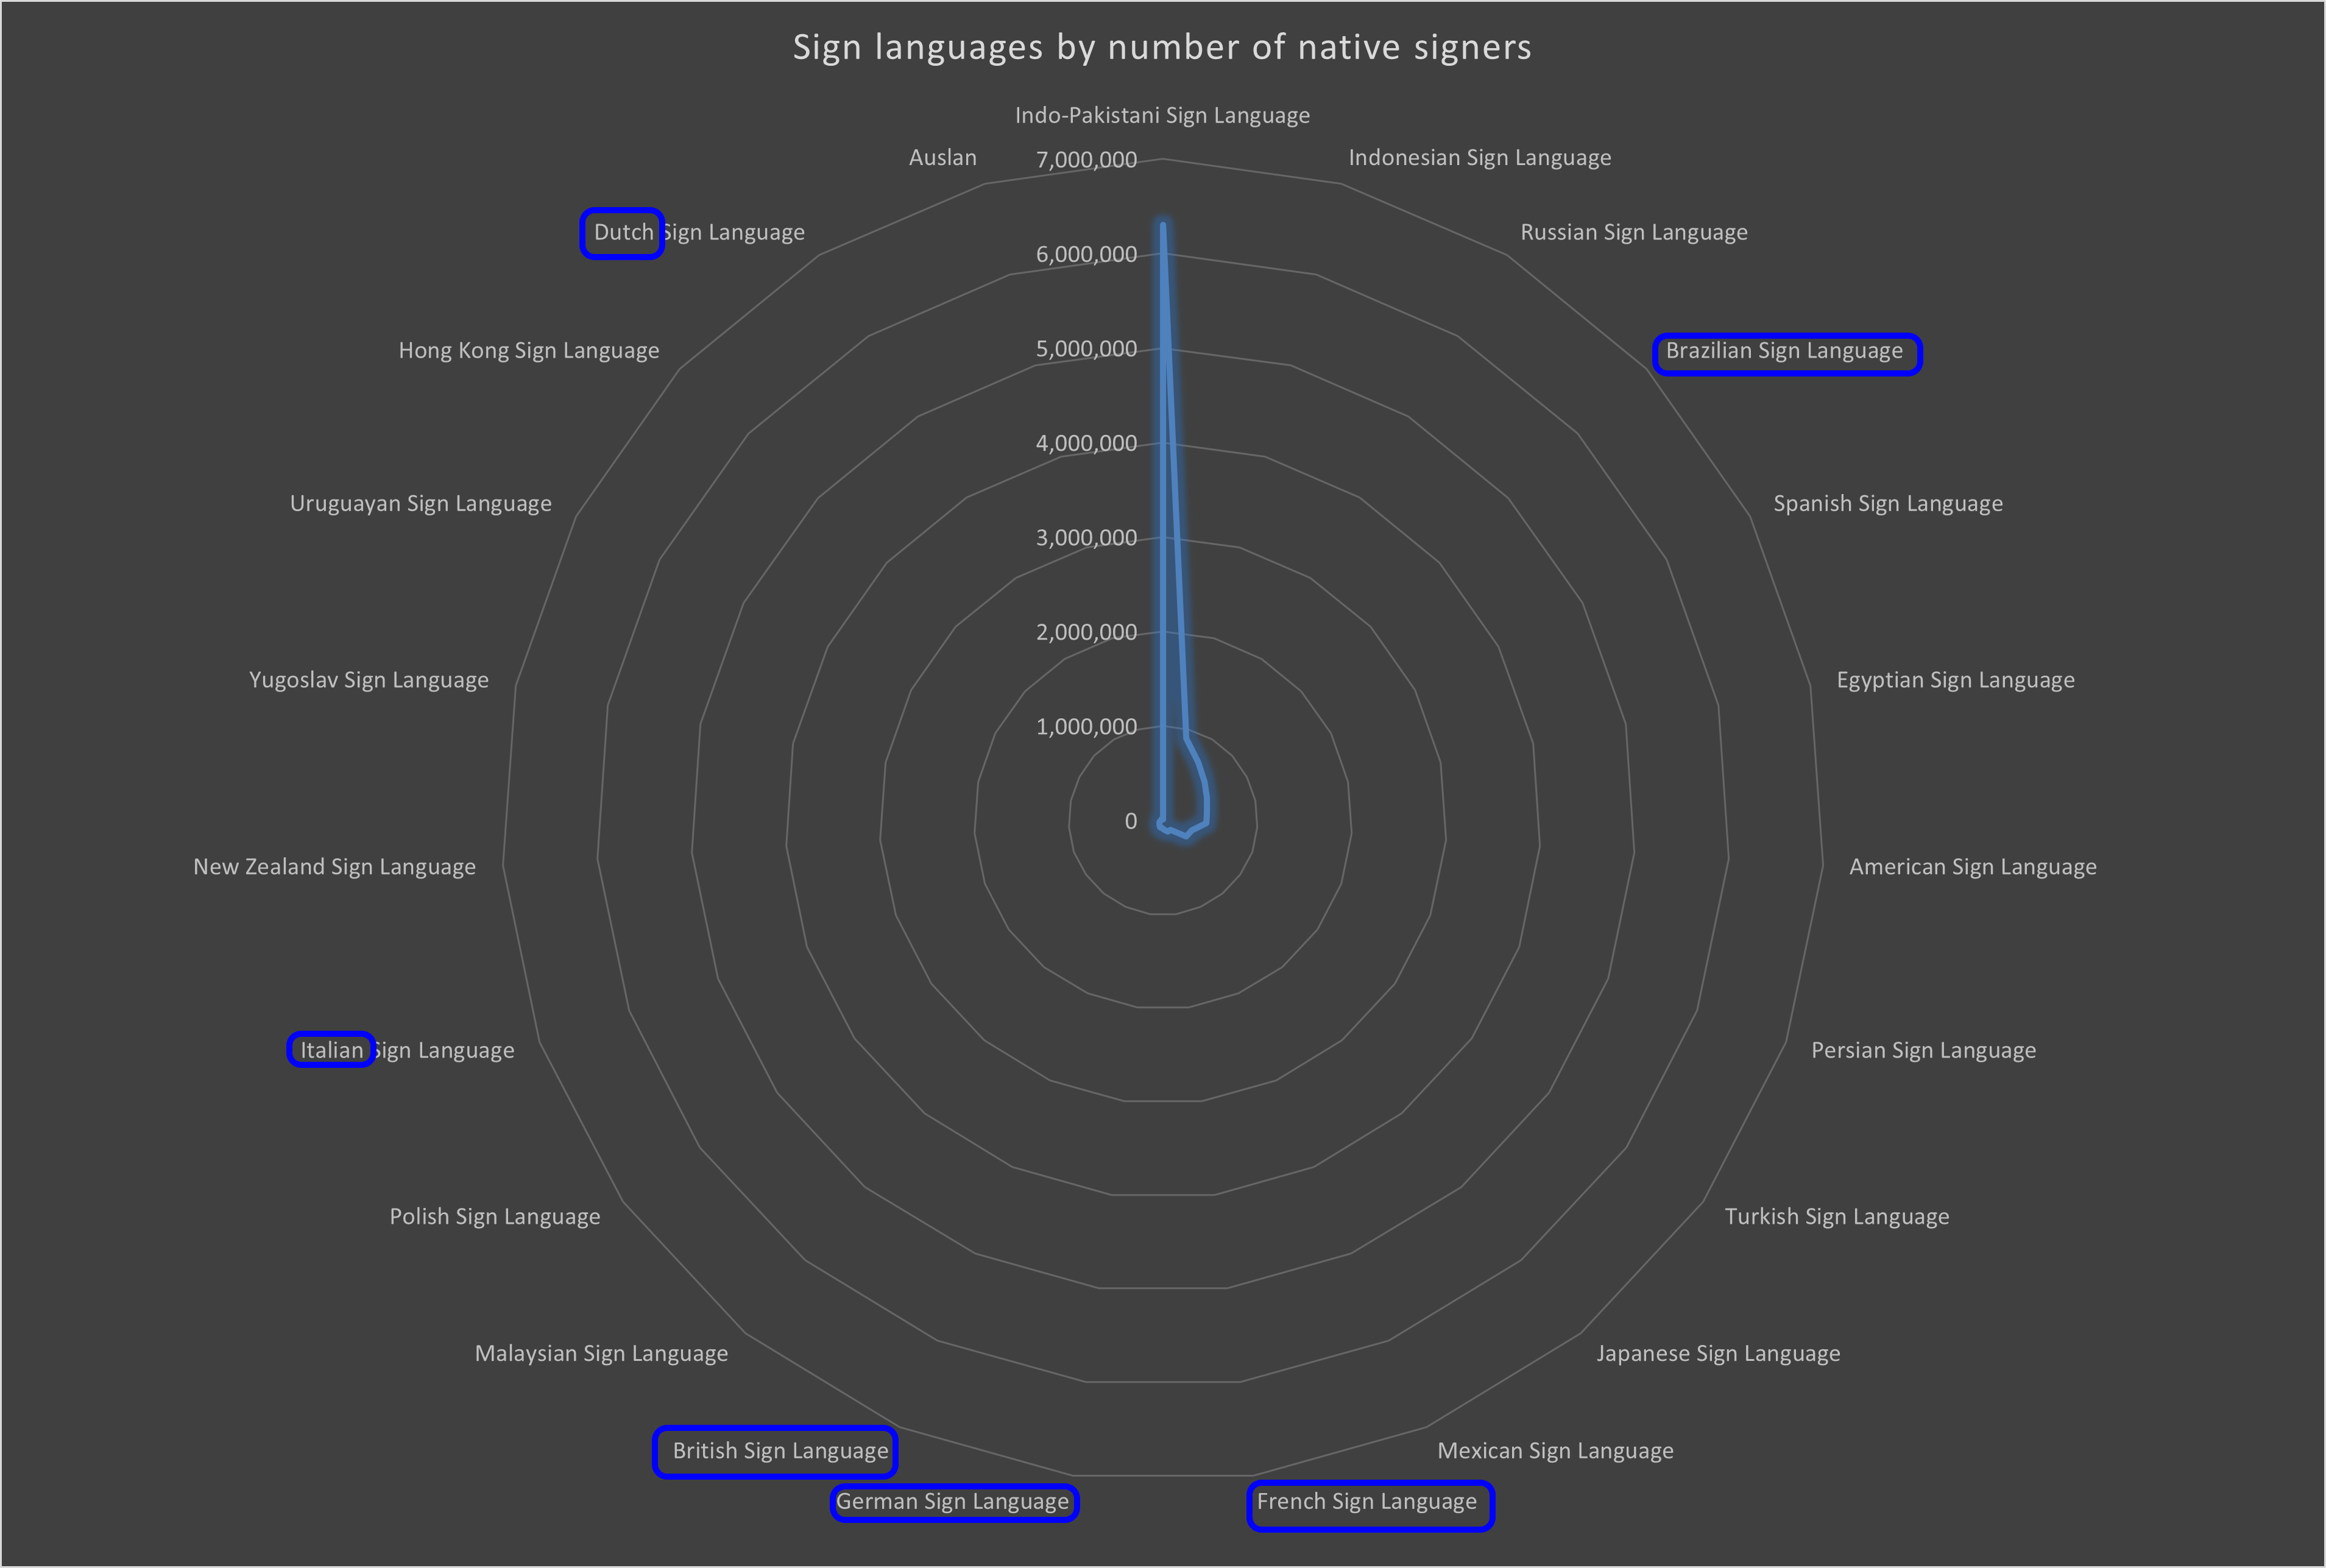 Sign languages by number of native signers
Indo-Pakistani Sign Language
Auslan
7,000,000
Indonesian Sign Language
Dutch Sign Language
6,000,000
Russian Sign Language
Hong Kong Sign Language
5,000,000
Brazilian Sign Language
4,000,000
Uruguayan Sign Language
3,000,000
Spanish Sign Language
2,000,000
Yugoslav Sign Language
1,000,000
Egyptian Sign Language
0
New Zealand Sign Language
American Sign Language
Italian Sign Language
Persian Sign Language
Polish Sign Language
Turkish Sign Language
Malaysian Sign Language
Japanese Sign Language
British Sign Language
Mexican Sign Language
German Sign Language
French Sign Language